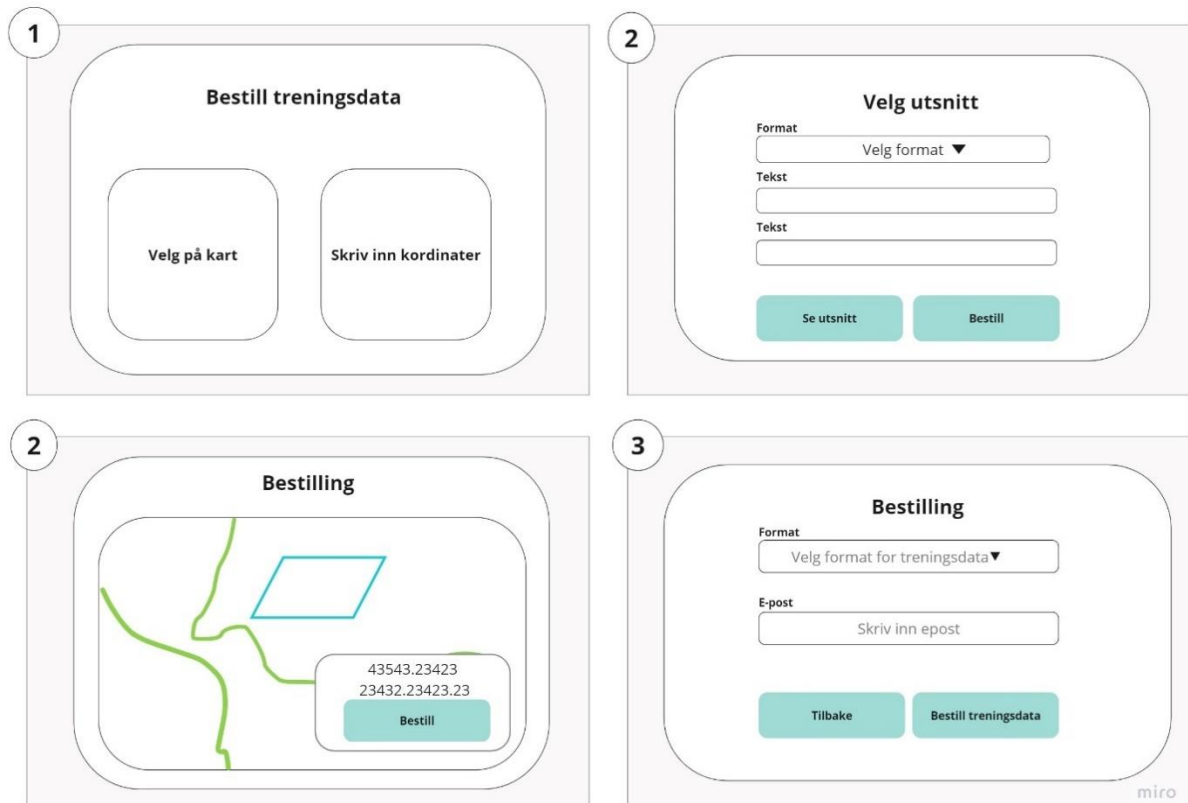 1
Bestill treningsdata
Velg på kart
Skriv inn kordinater
2
Velg utsnitt
Format
Velg format
Tekst
Tekst
Se utsnitt
Bestill
2
Bestilling
43543.23423
23432.23423.23
Bestill
3
Bestilling
Format
Velg format for treningsdata
E-post
Skriv inn epost
Tilbake
Bestill treningsdata
miro